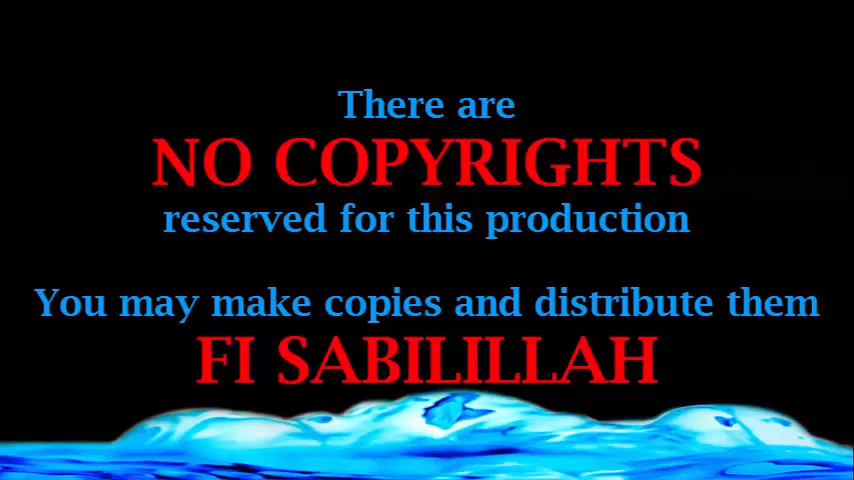 There are
NO COPYRIGHTS
reserved for this production
You may make copies and distribute them
FI SABILILLAH